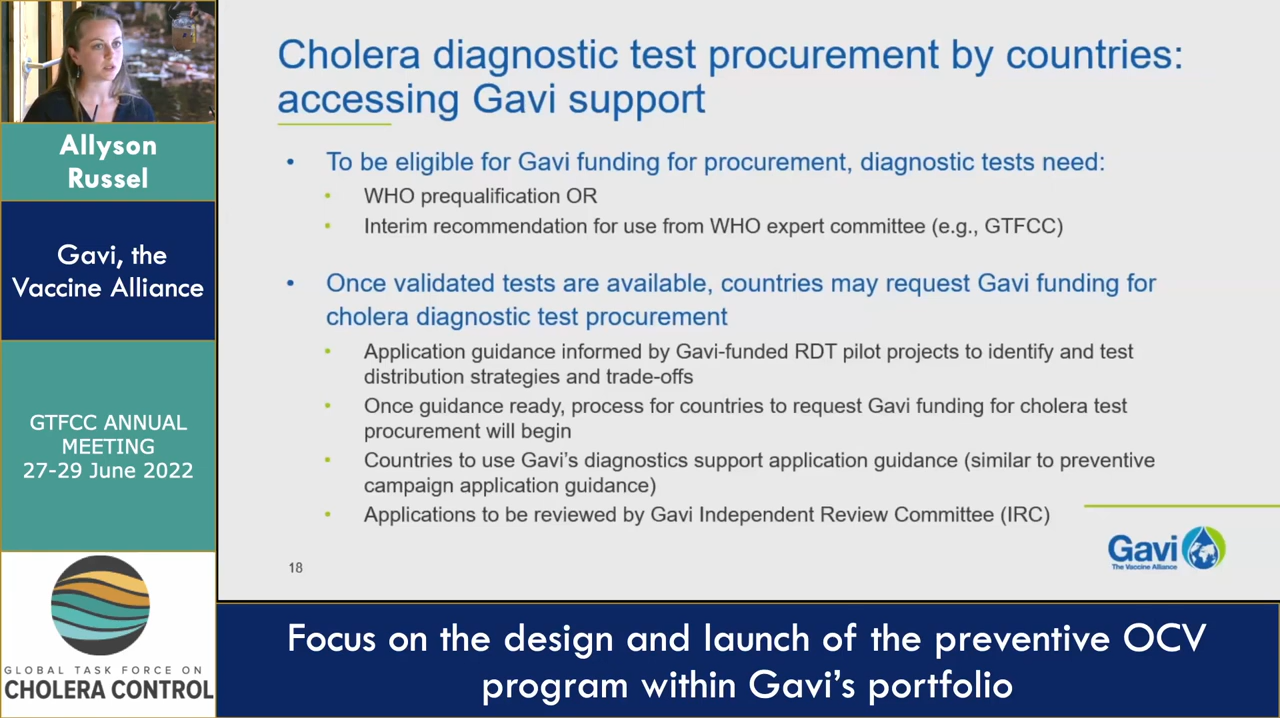 Allyson
Russel
Gavi, the
Vaccine Alliance
GTFCC ANNUAL
MEETING
27-29 June 2022
GLOBAL TASK FORCE ON
CHOLERA CONTROL
Cholera diagnostic test procurement by countries:
accessing Gavi support
• To be eligible for Gavi funding for procurement, diagnostic tests need:
• WHO prequalification OR
• Interim recommendation for use from WHO expert committee (e.g., GTFCC)
• Once validated tests are available, countries may request Gavi funding for
cholera diagnostic test procurement
• Application guidance informed by Gavi-funded RDT pilot projects to identify and test
distribution strategies and trade-offs
• Once guidance ready, process for countries to request Gavi funding for cholera test
procurement will begin
• Countries to use Gavi's diagnostics support application guidance (similar to preventive
campaign application guidance)
• Applications to be reviewed by Gavi Independent Review Committee (IRC)
18
Gavi
The Vaccine Alliance
Focus on the design and launch of the preventive OCV
program within Gavi's portfolio